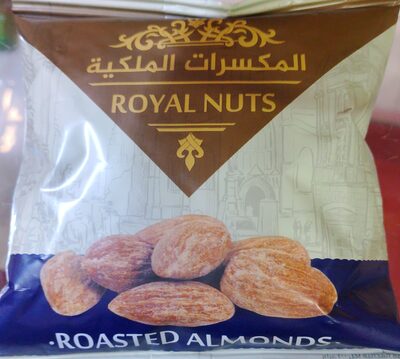 المكسرات الملكية
ROYAL NUTS
·ROASTED ALMONDS·